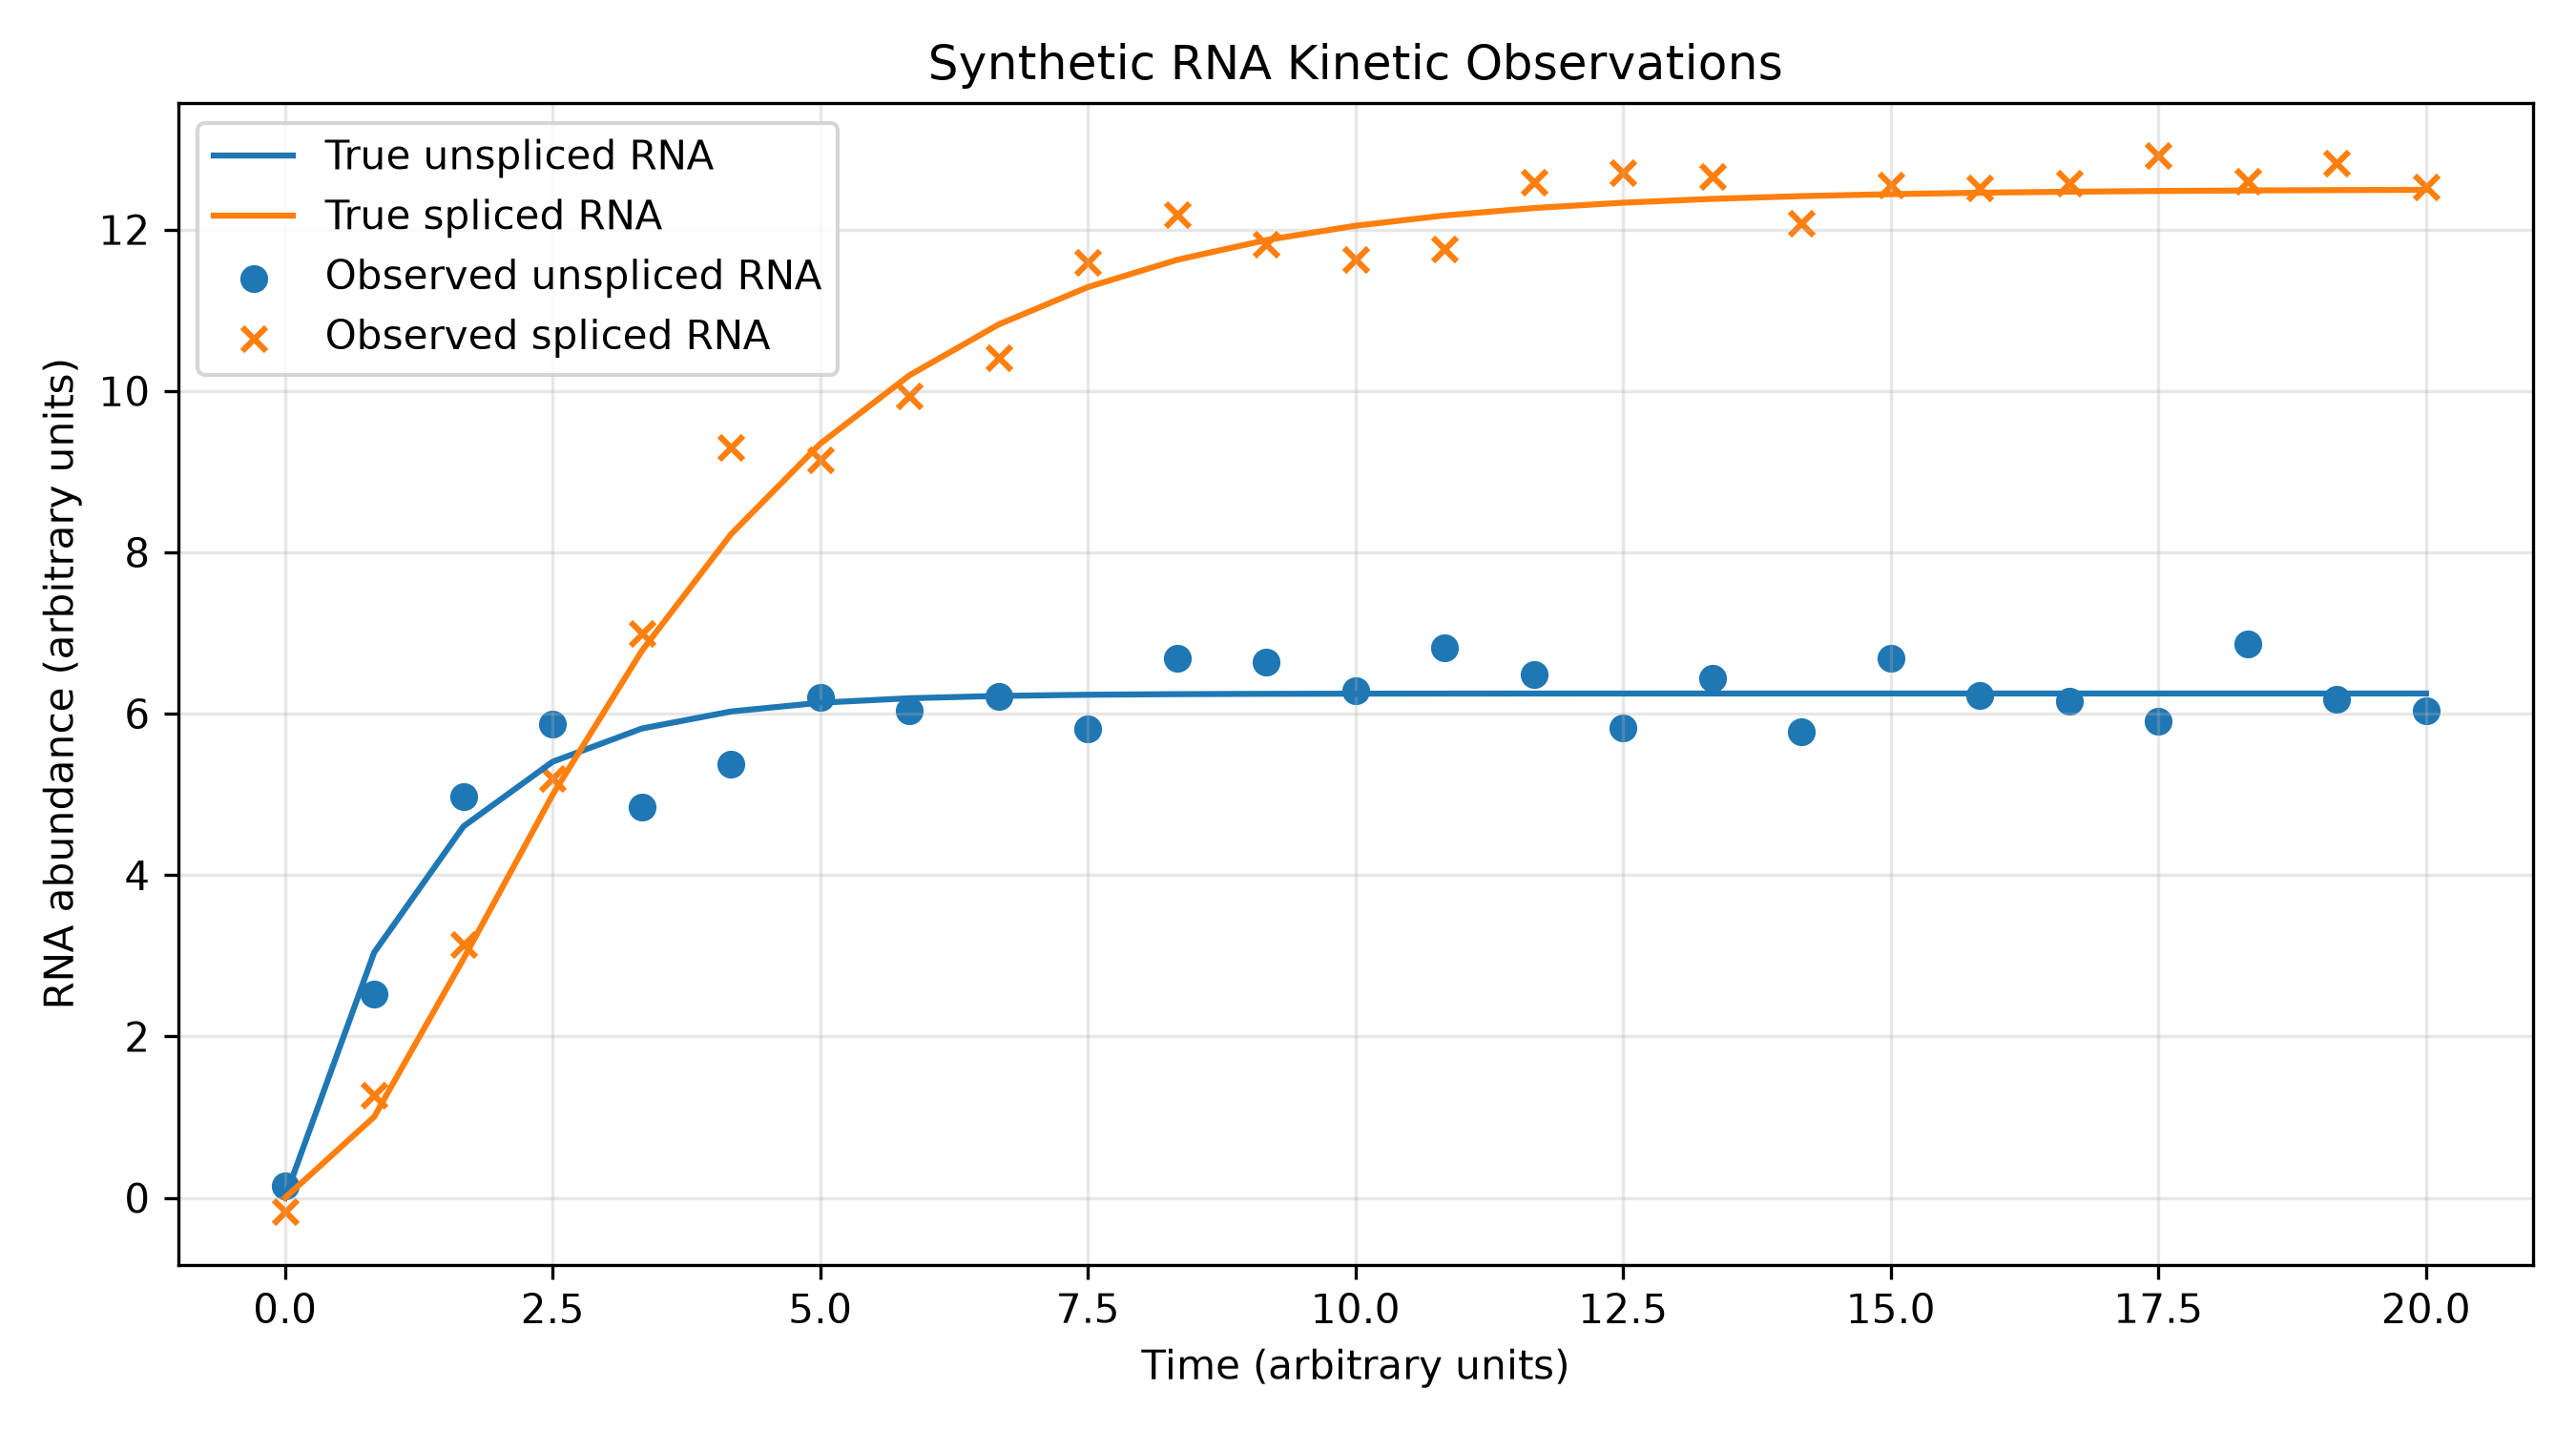 Synthetic RNA Kinetic Observations
True unspliced RNA
True spliced RNA
Observed unspliced RNA
Observed spliced RNA
RNA abundance (arbitrary units)
12
10
8
6
4
2
0
0.0 2.5 5.0 7.5 10.0 12.5 15.0 17.5 20.0
Time (arbitrary units)